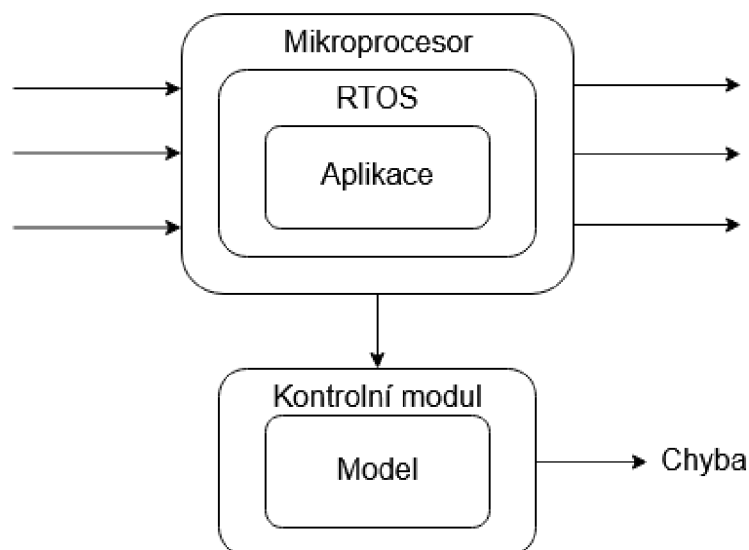 Mikroprocesor
RTOS
Aplikace
Kontrolní modul
Model
Chyba